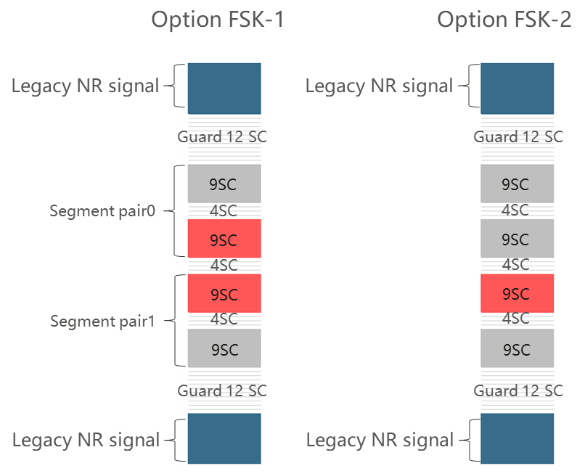 Option FSK-1
Option FSK-2
Legacy NR signal
Legacy NR signal
Guard 12 SC
Guard 12 SC
Segment pair0
9SC
4SC
9SC
4SC
Segment pair1
9SC
4SC
9SC
9SC
4SC
9SC
4SC
9SC
4SC
9SC
Guard 12 SC
Guard 12 SC
Legacy NR signal
Legacy NR signal